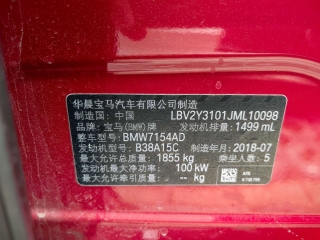 华晨宝马汽车有限公司制造
制造国: 中国 LBV2Y3101JML10098
品牌: 宝马(BMW)牌 发动机排量: 1499 mL
整车型号: BMW7154AD
发动机型号: B38A15C 制造年月: 2018-07
最大允许总质量: 1855 kg 乘坐人数: 5
发动机最大净功率: 100 kW
最大允许牵引质量: -- kg